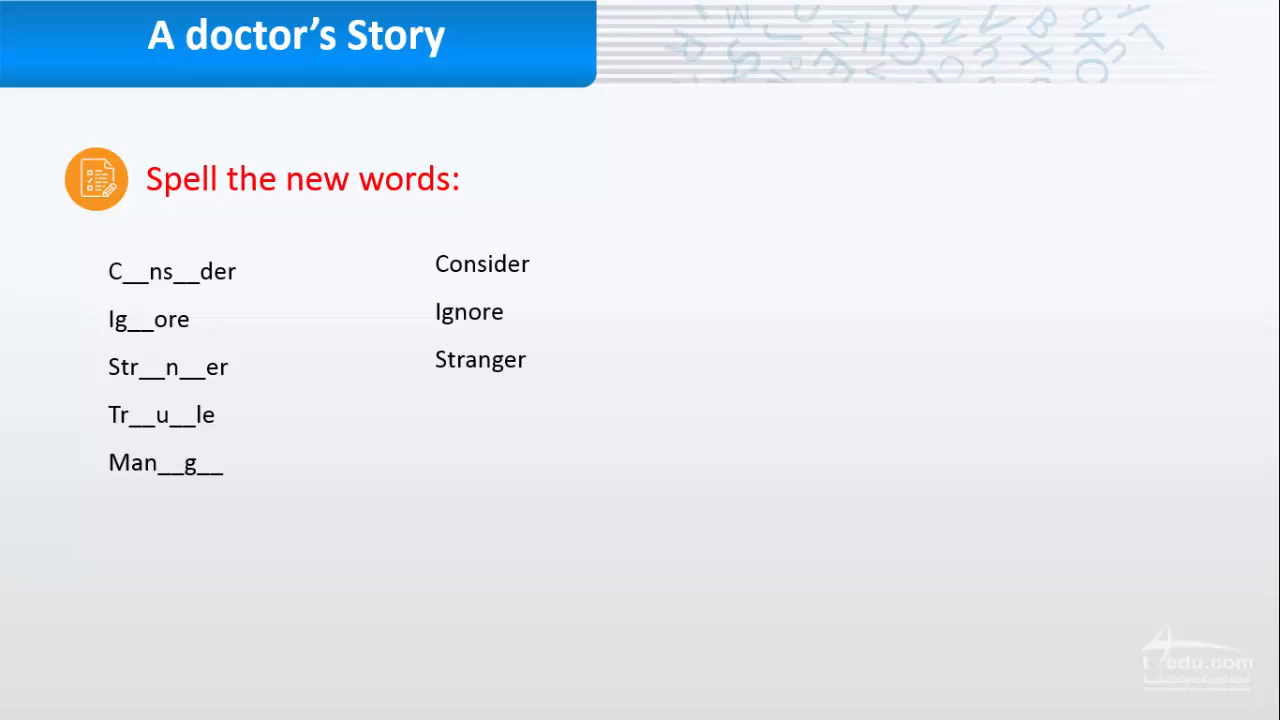 A doctor's Story
Spell the new words:
C__ns__der
Consider
Ig__ore
Ignore
Str__n__er
Stranger
Tr__u__le
Man__g__
edu.com